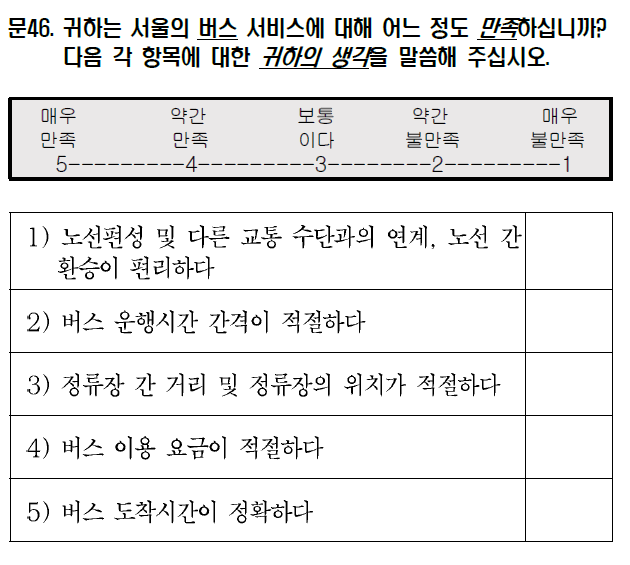 문46. 귀하는 서울의 버스 서비스에 대해 어느 정도 만족하십니까?
다음 각 항목에 대한 귀하의 생각을 말씀해 주십시오.
매우 약간 보통 약간 매우
만족 만족 이다 불만족 불만족
5---------4---------3--------2---------1
1) 노선편성 및 다른 교통 수단과의 연계, 노선 간
환승이 편리하다
2) 버스 운행시간 간격이 적절하다
3) 정류장 간 거리 및 정류장의 위치가 적절하다
4) 버스 이용 요금이 적절하다
5) 버스 도착시간이 정확하다